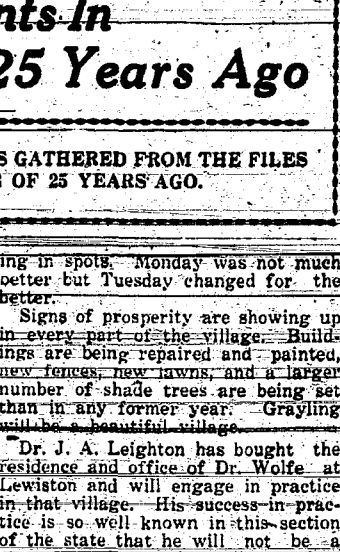 nts In
25 Years Ago
S GATHERED FROM THE FILES
OF 25 YEARS AGO.
ing in spots. Monday was not much
better but Tuesday changed for the
better.
Signs of prosperity are showing up
in every part of the village. Build-
ings are being repaired and painted,
new fences, new lawns, and a larger
number of shade trees are being set
than in any former year. Grayling
will be a beautiful village.
Dr. J. A. Leighton has bought the
residence and office of Dr. Wolfe at
Lewiston and will engage in practice
in that village. His success in prac-
tice is so well known in this section
of the state that he will not be a